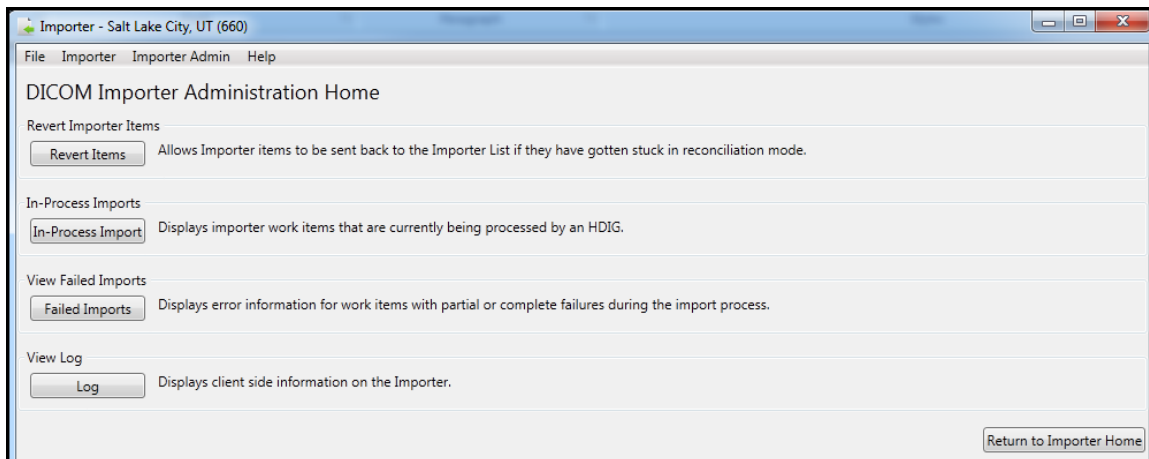 Importer - Salt Lake City, UT (660)
File Importer Importer Admin Help
DICOM Importer Administration Home
Revert Importer Items
Revert Items Allows Importer items to be sent back to the Importer List if they have gotten stuck in reconciliation mode.
In-Process Imports
In-Process Import Displays importer work items that are currently being processed by an HDIG.
View Failed Imports
Failed Imports Displays error information for work items with partial or complete failures during the import process.
View Log
Log Displays client side information on the Importer.
Return to Importer Home